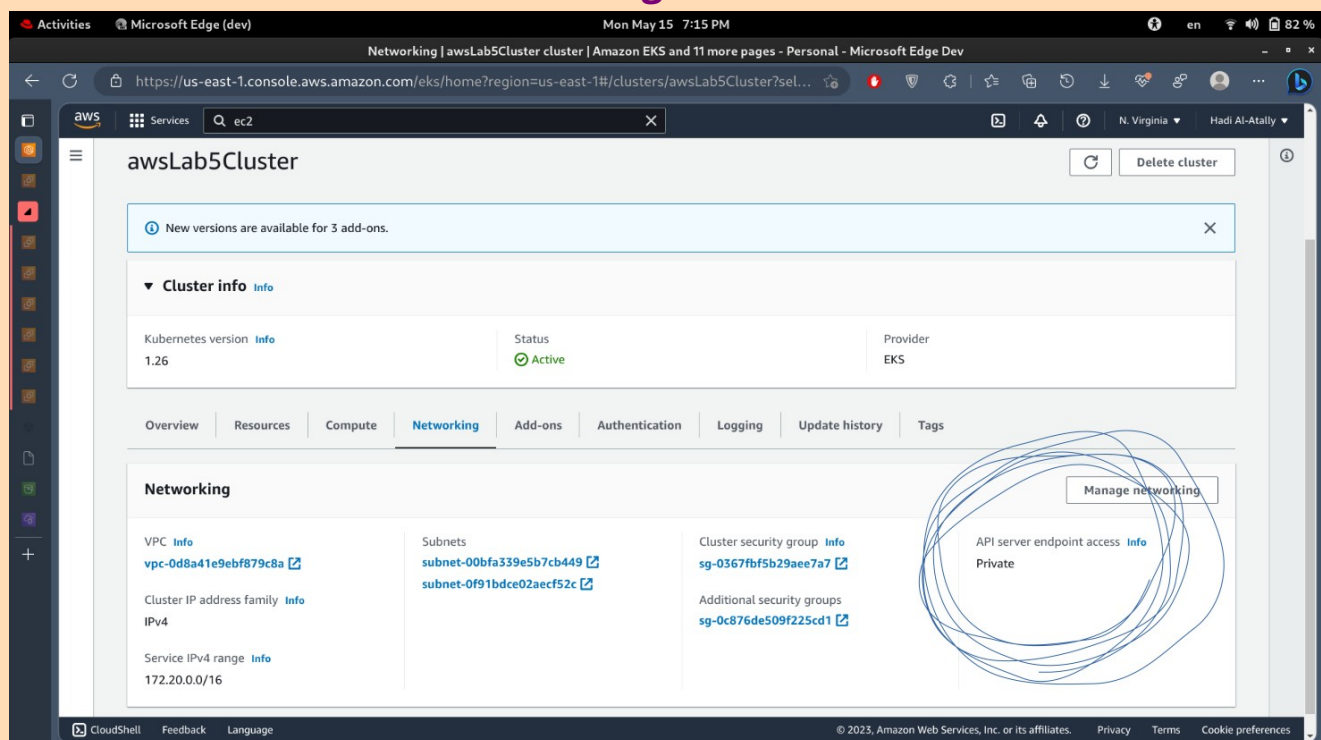 Activities Microsoft Edge (dev) Mon May 15 7:15 PM en 82 %
Networking | awsLab5Cluster cluster | Amazon EKS and 11 more pages - Personal - Microsoft Edge Dev
https://us-east-1.console.aws.amazon.com/eks/home?region=us-east-1#/clusters/awsLab5Cluster?sel...
aws Services ec2 N. Virginia Hadi Al-Atally
awsLab5Cluster Delete cluster
New versions are available for 3 add-ons.
Cluster info Info
Kubernetes version Info Status Provider
1.26 Active EKS
Overview Resources Compute Networking Add-ons Authentication Logging Update history Tags
Networking Manage networking
VPC Info Subnets Cluster security group Info API server endpoint access Info
vpc-0d8a41e9ebf879c8a subnet-00bfa339e5b7cb449 sg-0367fbf5b29aee7a7 Private
subnet-0f91bdce02aecf52c
Cluster IP address family Info Additional security groups
IPv4 sg-0c876de509f225cd1
Service IPv4 range Info
172.20.0.0/16
CloudShell Feedback Language © 2023, Amazon Web Services, Inc. or its affiliates. Privacy Terms Cookie preferences